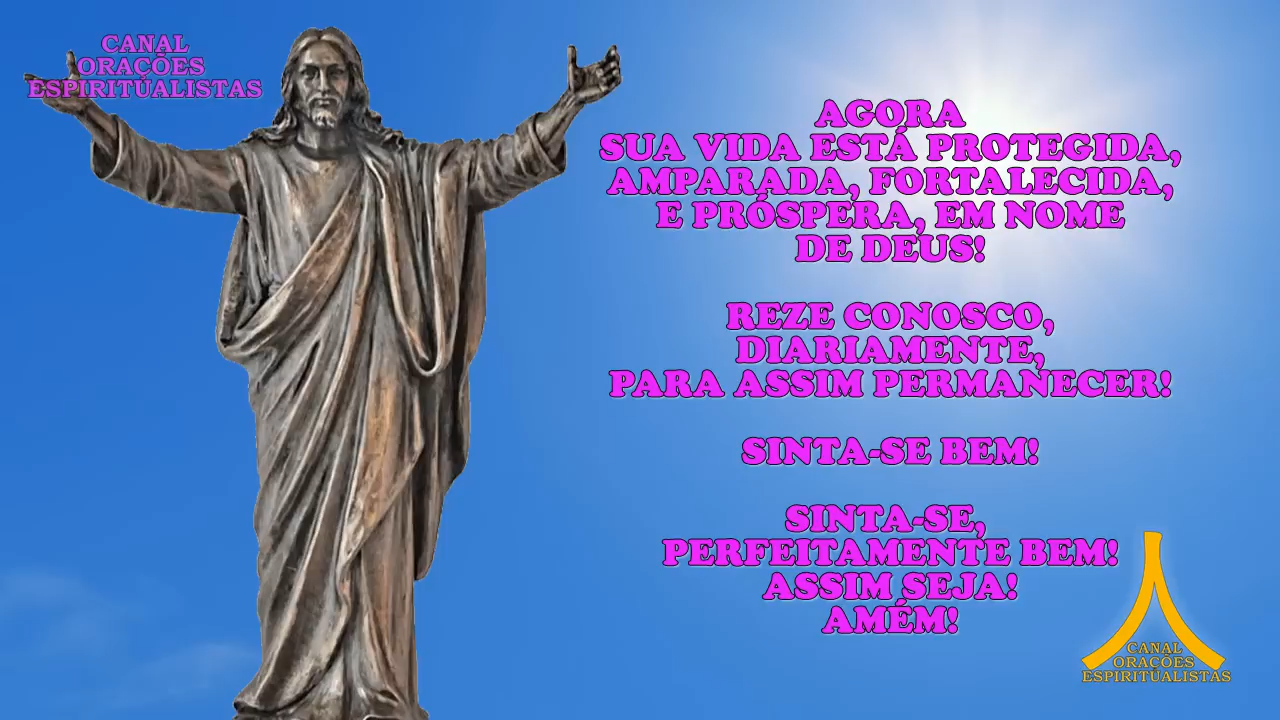 CANAL
ORAÇÕES
ESPIRITUALISTAS
AGORA
SUA VIDA ESTÁ PROTEGIDA,
AMPARADA, FORTALECIDA,
E PRÓSPERA, EM NOME
DE DEUS!
REZE CONOSCO,
DIARIAMENTE,
PARA ASSIM PERMANECER!
SINTA-SE BEM!
SINTA-SE,
PERFEITAMENTE BEM!
ASSIM SEJA!
AMÉM!
CANAL
ORAÇÕES
ESPIRITUALISTAS